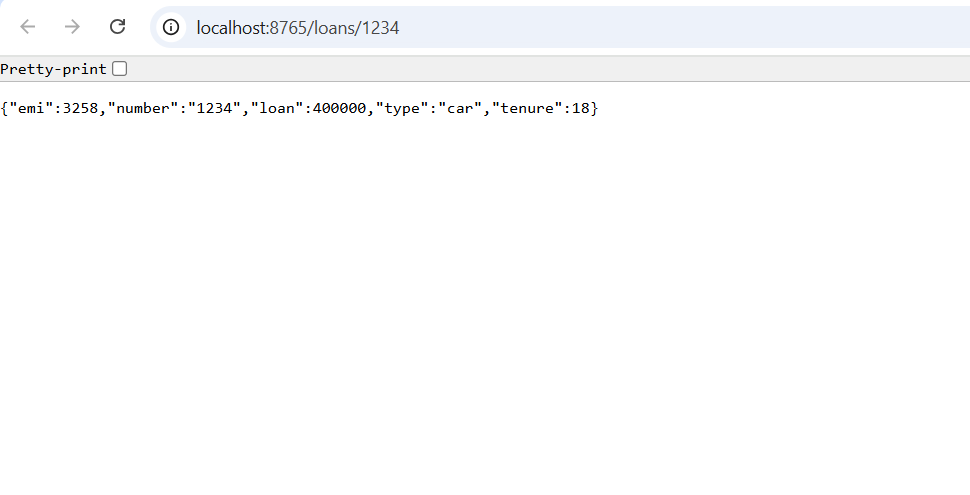 localhost:8765/loans/1234
Pretty-print
{"emi":3258,"number":"1234","loan":400000,"type":"car","tenure":18}